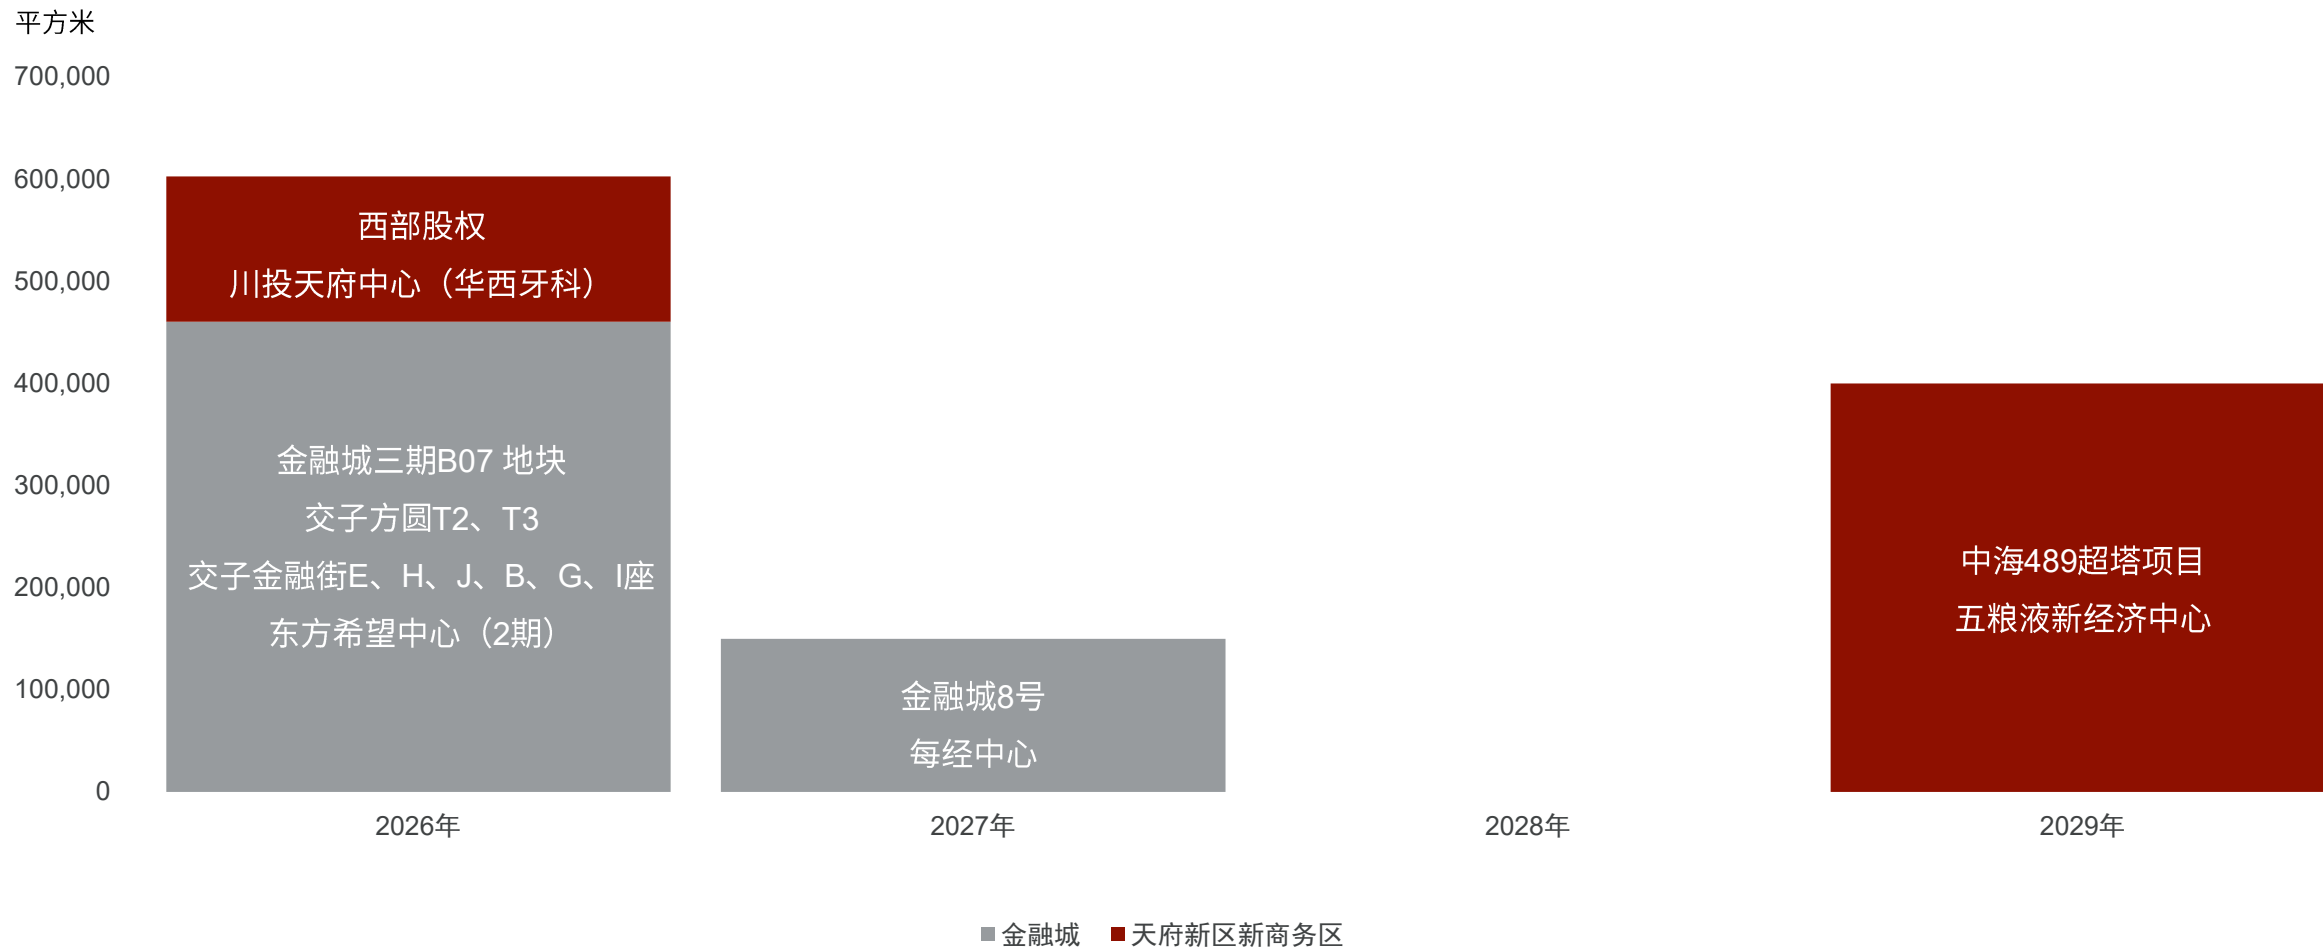 平方米
700,000
600,000
500,000
400,000
300,000
200,000
100,000
0
西部股权
川投天府中心（华西牙科）
金融城三期B07 地块
交子方圆T2、T3
交子金融街E、H、J、B、G、I座
东方希望中心（2期）
金融城8号
每经中心
中海489超塔项目
五粮液新经济中心
2026年
2027年
2028年
2029年
金融城
天府新区新商务区